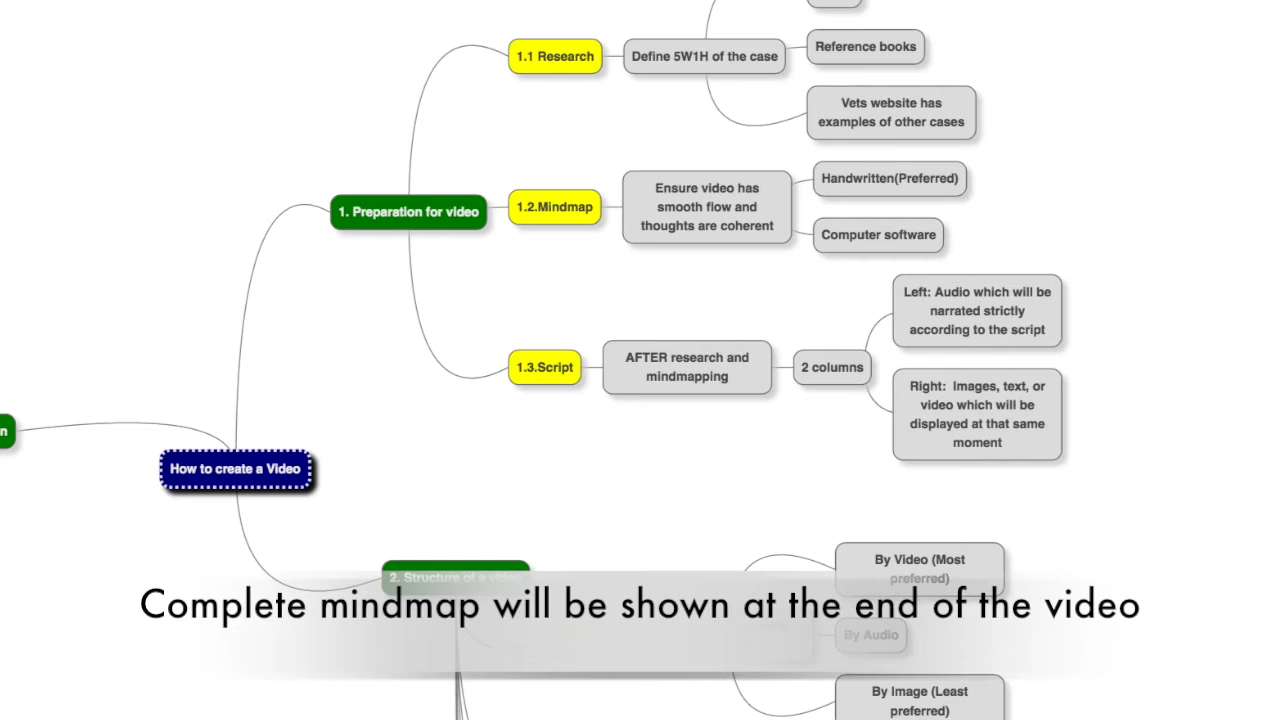 1.1 Research
Define 5W1H of the case
Reference books
Vets website has
examples of other cases
1. Preparation for video
1.2.Mindmap
Ensure video has
smooth flow and
thoughts are coherent
Handwritten(Preferred)
Computer software
1.3.Script
AFTER research and
mindmapping
2 columns
Left: Audio which will be
narrated strictly
according to the script
Right: Images, text, or
video which will be
displayed at that same
moment
n
How to create a Video
2. Structure of a video
By Video (Most
preferred)
Complete mindmap will be shown at the end of the video
By Audio
By Image (Least
preferred)